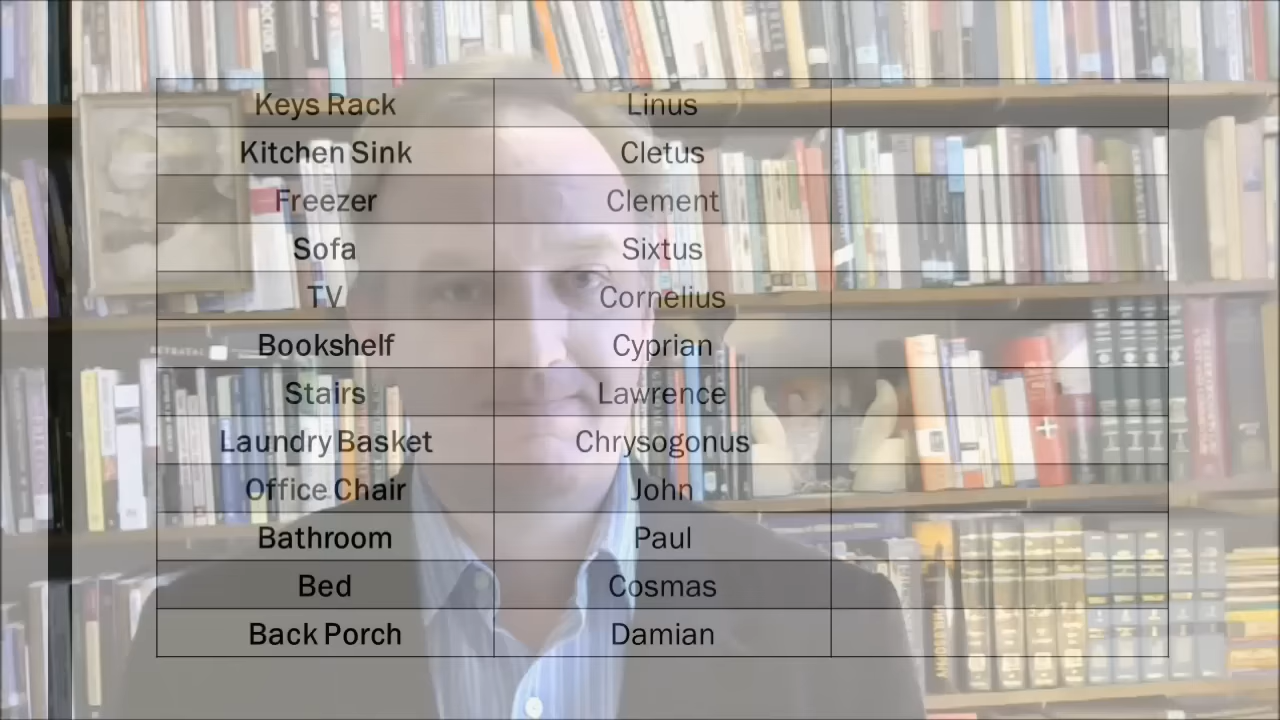 Keys Rack Linus
Kitchen Sink Cletus
Freezer Clement
Sofa Sixtus
TV Cornelius
Bookshelf Cyprian
Stairs Lawrence
Laundry Basket Chrysogonus
Office Chair John
Bathroom Paul
Bed Cosmas
Back Porch Damian